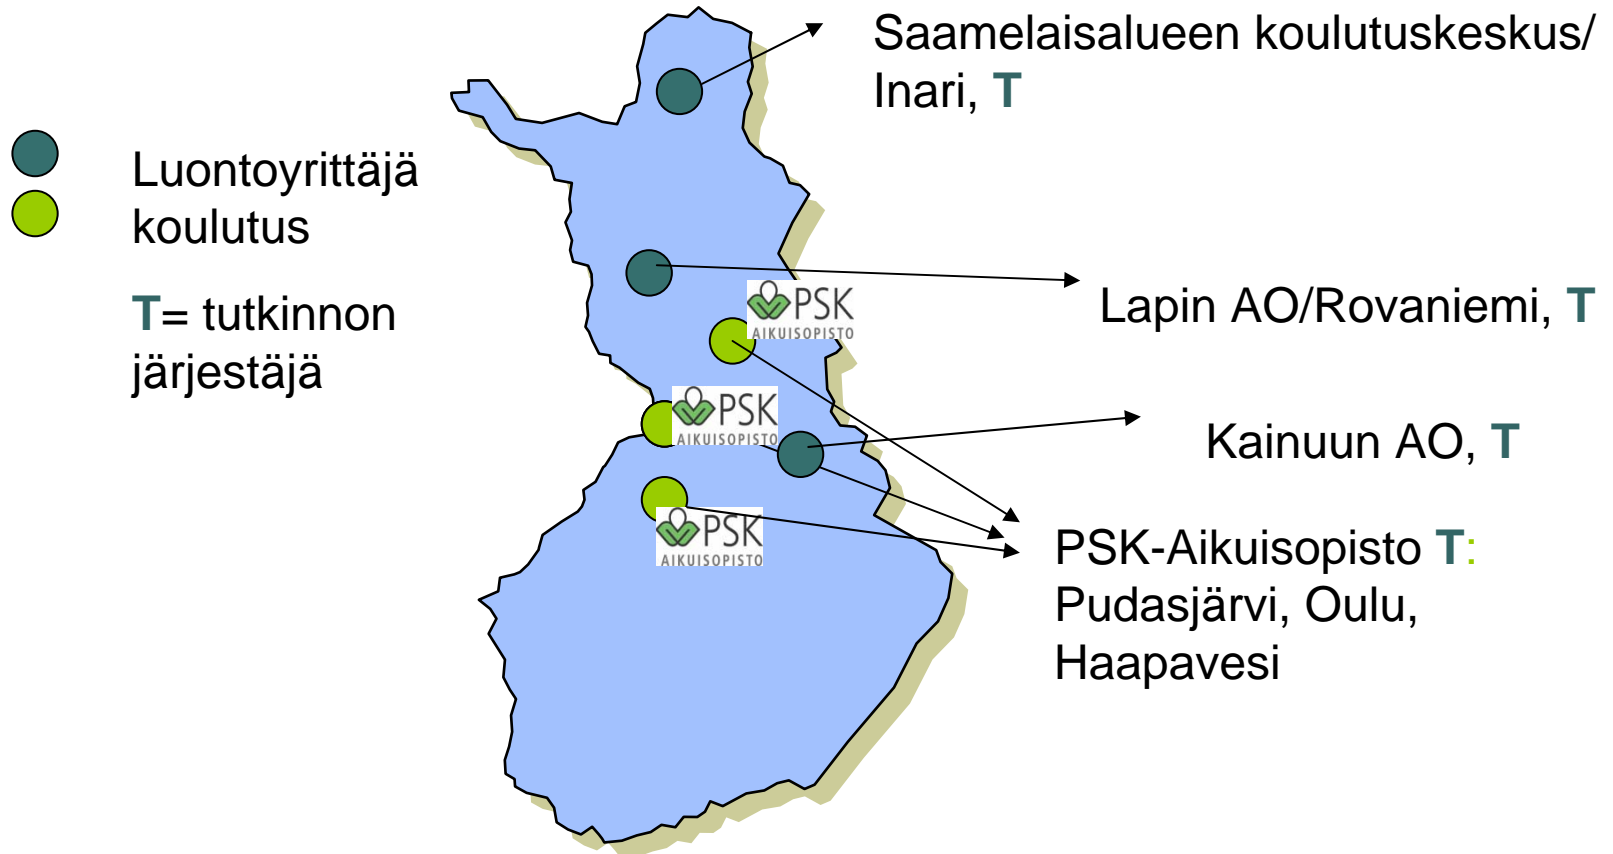 Saamelaisalueen koulutuskeskus/
Inari, T
Luontoyrittäjä
koulutus
T= tutkinnon
järjestäjä
PSK
AIKUISOPISTO
Lapin AO/Rovaniemi, T
PSK
AIKUISOPISTO
Kainuun AO, T
PSK
AIKUISOPISTO
PSK-Aikuisopisto T:
Pudasjärvi, Oulu,
Haapavesi